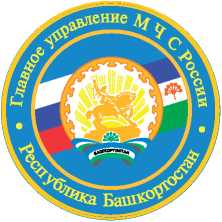 Главное управление М Ч С России
БАШКОРТОСТАН
Республика Башкортостан